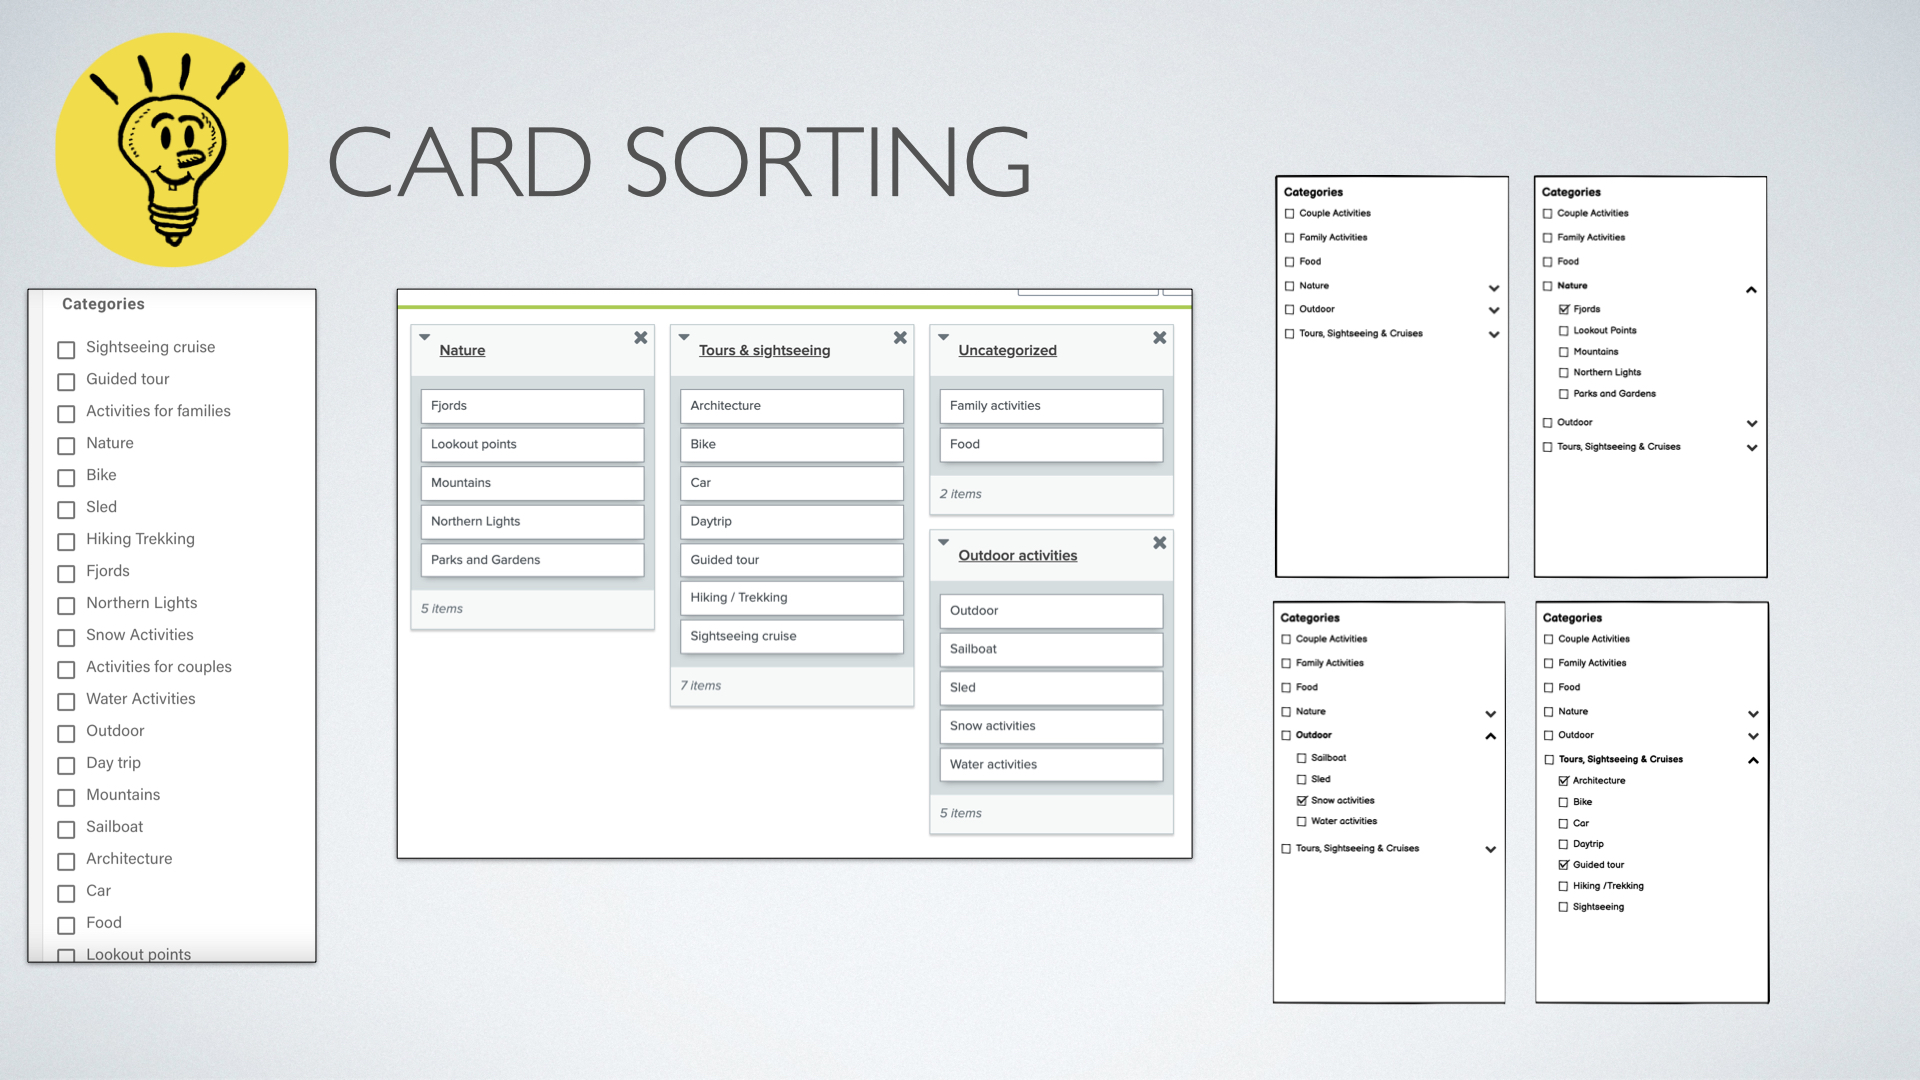 CARD SORTING
Categories
Sightseeing cruise
Guided tour
Activities for families
Nature
Bike
Sled
Hiking Trekking
Fjords
Northern Lights
Snow Activities
Activities for couples
Water Activities
Outdoor
Day trip
Mountains
Sailboat
Architecture
Car
Food
Lookout points
Nature
Fjords
Lookout points
Mountains
Northern Lights
Parks and Gardens
5 items
Tours & sightseeing
Architecture
Bike
Car
Daytrip
Guided tour
Hiking / Trekking
Sightseeing cruise
7 items
Uncategorized
Family activities
Food
2 items
Outdoor activities
Outdoor
Sailboat
Sled
Snow activities
Water activities
5 items
Categories
Couple Activities
Family Activities
Food
Nature
Outdoor
Tours, Sightseeing & Cruises
Categories
Couple Activities
Family Activities
Food
Nature
Fjords
Lookout Points
Mountains
Northern Lights
Parks and Gardens
Outdoor
Tours, Sightseeing & Cruises
Categories
Couple Activities
Family Activities
Food
Nature
Outdoor
Sailboat
Sled
Snow activities
Water activities
Tours, Sightseeing & Cruises
Categories
Couple Activities
Family Activities
Food
Nature
Outdoor
Tours, Sightseeing & Cruises
Architecture
Bike
Car
Daytrip
Guided tour
Hiking /Trekking
Sightseeing